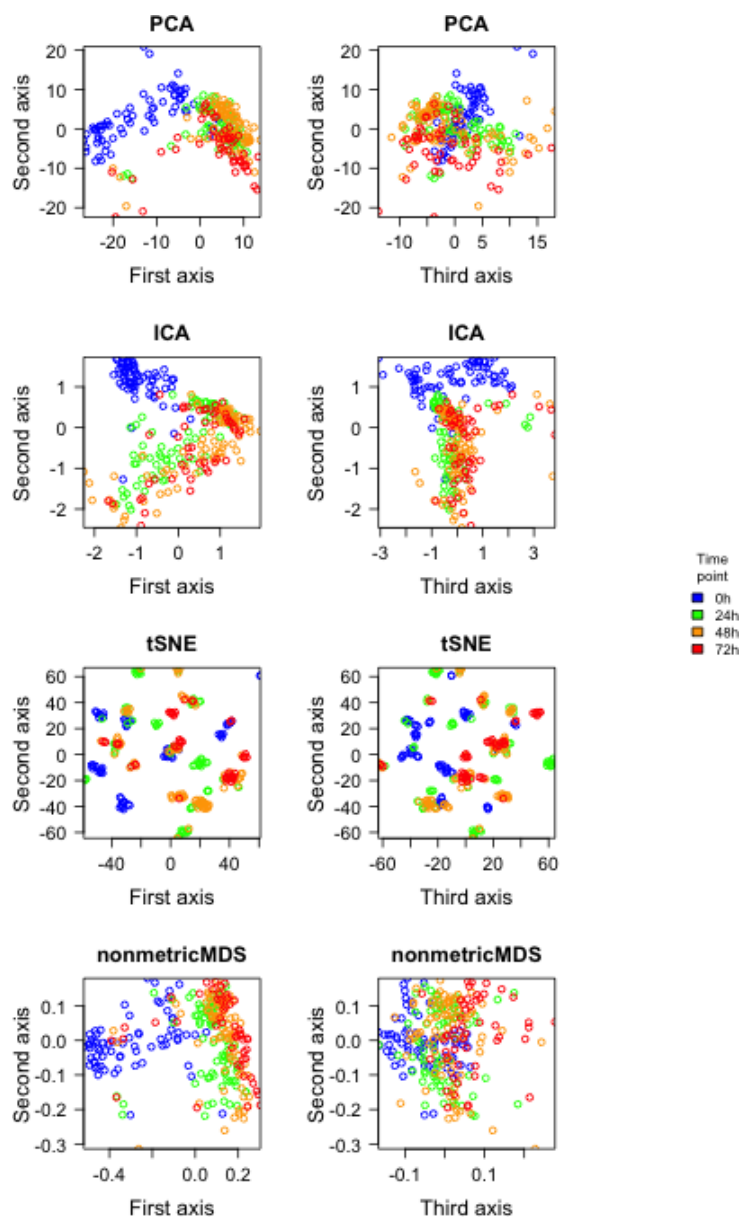 PCA PCA
20 20
10 10
0 0
-10 -10
-20 -20
Second axis Second axis
-20 -10 0 10 -10 0 5 15
First axis Third axis
ICA ICA
1 1
0 0
-1 -1
-2 -2
Second axis Second axis
-2 -1 0 1 -3 -1 1 3
First axis Third axis
Time
point
0h
24h
48h
72h
tSNE tSNE
60 60
40 40
20 20
0 0
-20 -20
-40 -40
-60 -60
Second axis Second axis
-40 0 20 40 -60 -20 20 60
First axis Third axis
nonmetricMDS nonmetricMDS
0.1 0.1
0.0 0.0
-0.1 -0.1
-0.2 -0.2
-0.3 -0.3
Second axis Second axis
-0.4 0.0 0.2 -0.1 0.1
First axis Third axis